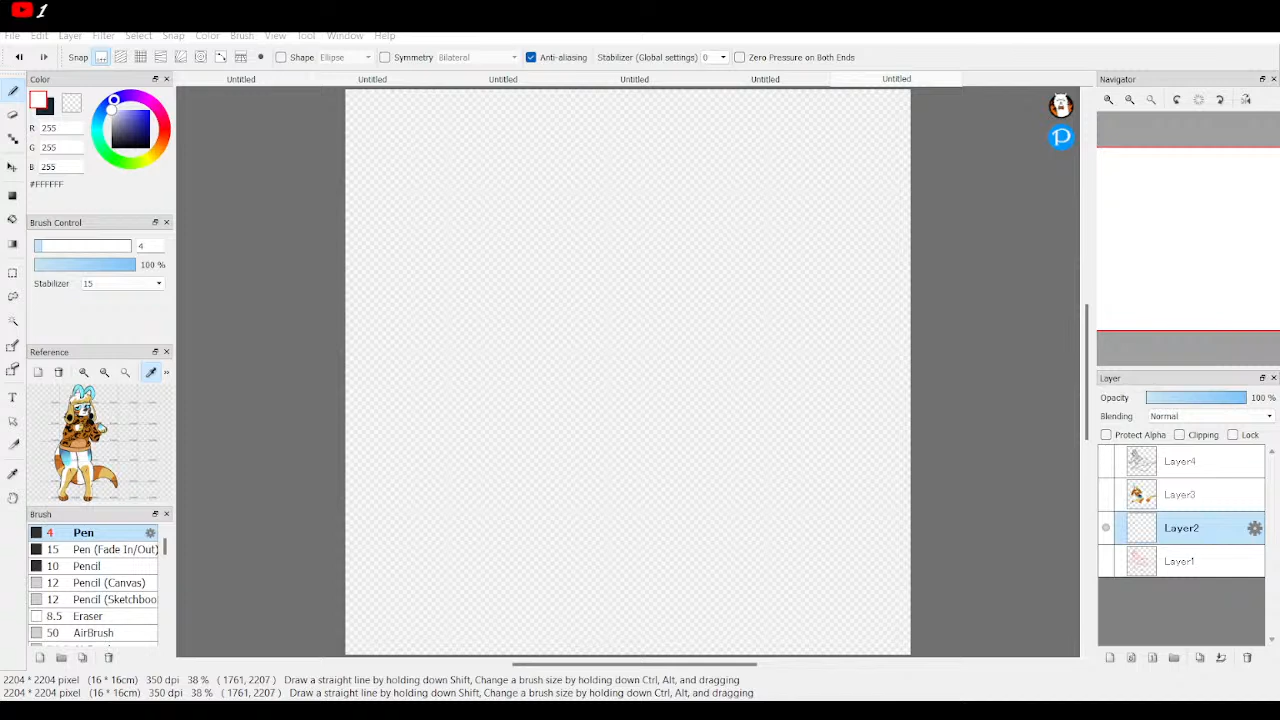 1
File Edit Layer Filter Select Snap Color Brush View Tool Window Help
Snap Shape Ellipse Symmetry Bilateral Anti-aliasing Stabilizer (Global settings) 0 Zero Pressure on Both Ends
Color
Untitled Untitled Untitled Untitled Untitled Untitled
Navigator
R 255
G 255
B 255
#FFFFFF
Brush Control
4
100 %
Stabilizer 15
Reference
Brush
4 Pen
15 Pen (Fade In/Out)
10 Pencil
12 Pencil (Canvas)
12 Pencil (Sketchboo
8.5 Eraser
50 AirBrush
Layer
Opacity 100 %
Blending Normal
Protect Alpha Clipping Lock
Layer4
Layer3
Layer2
Layer1
2204 * 2204 pixel (16 * 16cm) 350 dpi 38 % ( 1761, 2207) Draw a straight line by holding down Shift, Change a brush size by holding down Ctrl, Alt, and dragging
2204 * 2204 pixel (16 * 16cm) 350 dpi 38 % ( 1761, 2207) Draw a straight line by holding down Shift, Change a brush size by holding down Ctrl, Alt, and dragging